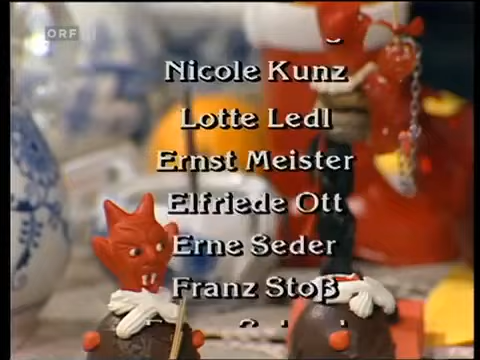 ORF
Nicole Kunz
Lotte Ledl
Ernst Meister
Elfriede Ott
Erne Seder
Franz Stoß